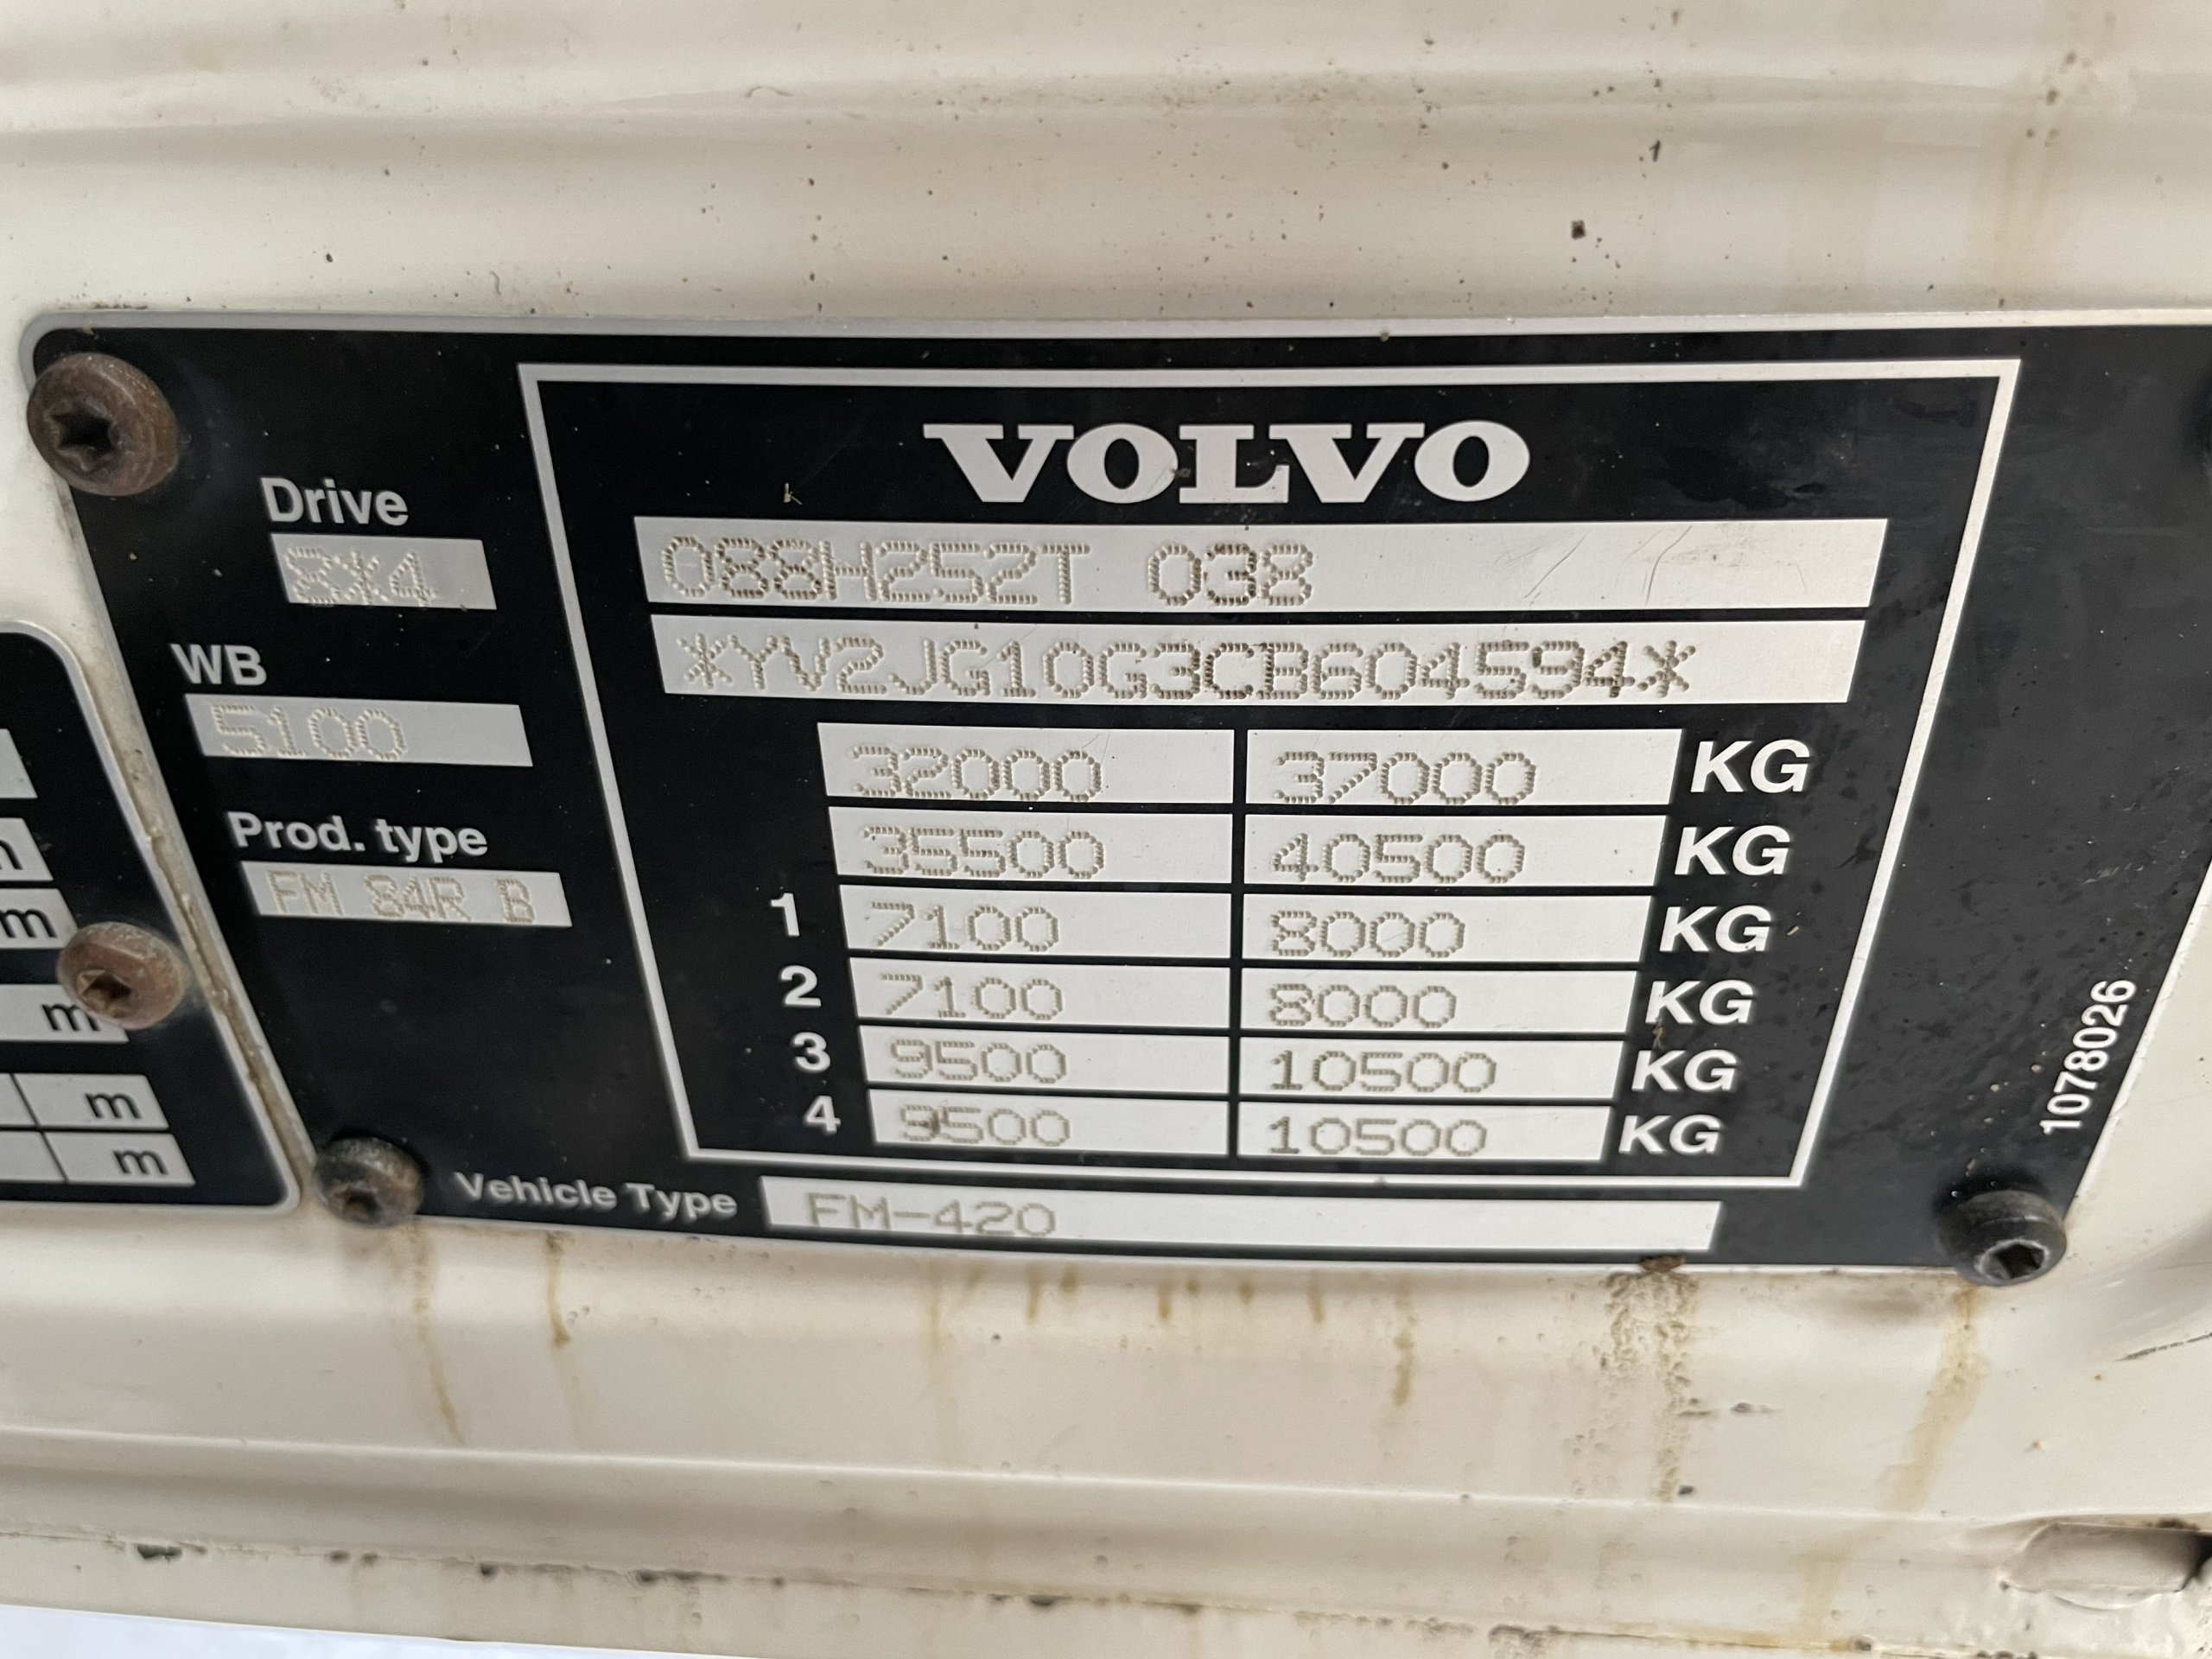 VOLVO
Drive
8*4
088H252T 038
WB
*YV2JG10G3CB604594*
5100
32000 37000 KG
Prod. type
35500 40500 KG
FM 84R B
1 7100 8000 KG
2 7100 8000 KG
3 9500 10500 KG
4 9500 10500 KG
Vehicle Type FM-420
1078026
m
m
m
m